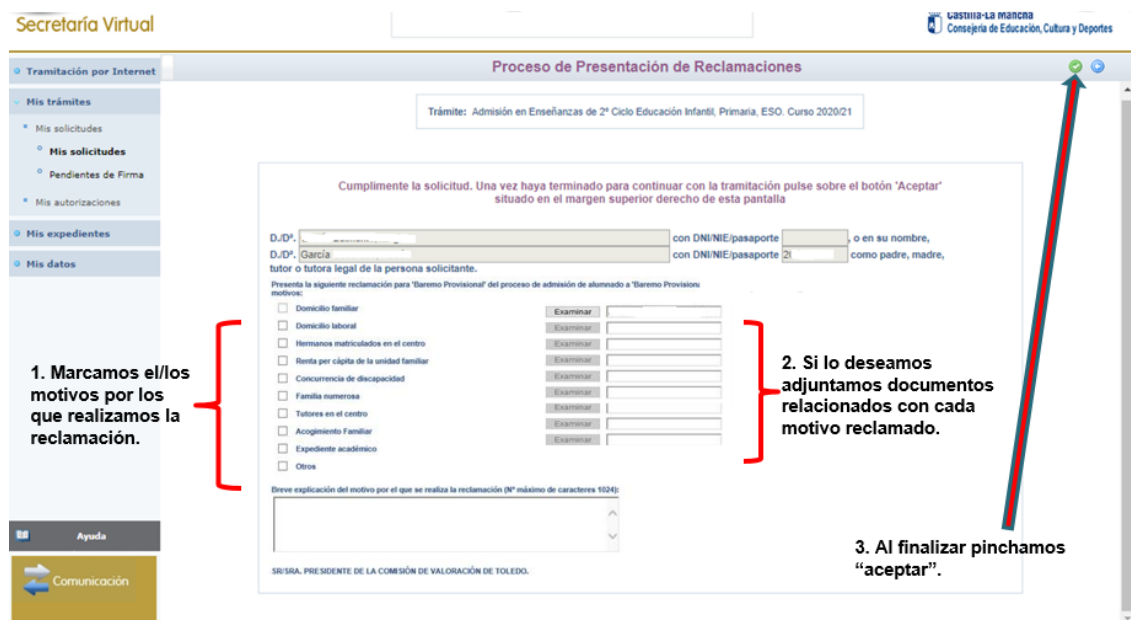 Secretaría Virtual
Castilla-La Mancha
Consejería de Educación, Cultura y Deportes
Tramitación por Internet
Mis trámites
Mis solicitudes
Mis solicitudes
Pendientes de Firma
Mis autorizaciones
Mis expedientes
Mis datos
Ayuda
Comunicación
Proceso de Presentación de Reclamaciones
Trámite: Admisión en Enseñanzas de 2º Ciclo Educación Infantil, Primaria, ESO. Curso 2020/21
Cumplimente la solicitud. Una vez haya terminado para continuar con la tramitación pulse sobre el botón 'Aceptar'
situado en el margen superior derecho de esta pantalla
D./Dª. con DNI/NIE/pasaporte , o en su nombre,
D./Dª. García con DNI/NIE/pasaporte 2 como padre, madre,
tutor o tutora legal de la persona solicitante.
Presenta la siguiente reclamación para 'Baremo Provisional' del proceso de admisión de alumnado a 'Baremo Provisional
motivos:
Domicilio familiar Examinar
Domicilio laboral Examinar
Hermanos matriculados en el centro Examinar
Renta per cápita de la unidad familiar Examinar
Concurrencia de discapacidad Examinar
Familia numerosa Examinar
Tutores en el centro Examinar
Acogimiento Familiar Examinar
Expediente académico
Otros
Breve explicación del motivo por el que se realiza la reclamación (Nº máximo de caracteres 1024):
SR/SRA. PRESIDENTE DE LA COMISIÓN DE VALORACIÓN DE TOLEDO.
1. Marcamos el/los
motivos por los
que realizamos la
reclamación.
2. Si lo deseamos
adjuntamos documentos
relacionados con cada
motivo reclamado.
3. Al finalizar pinchamos
“aceptar”.